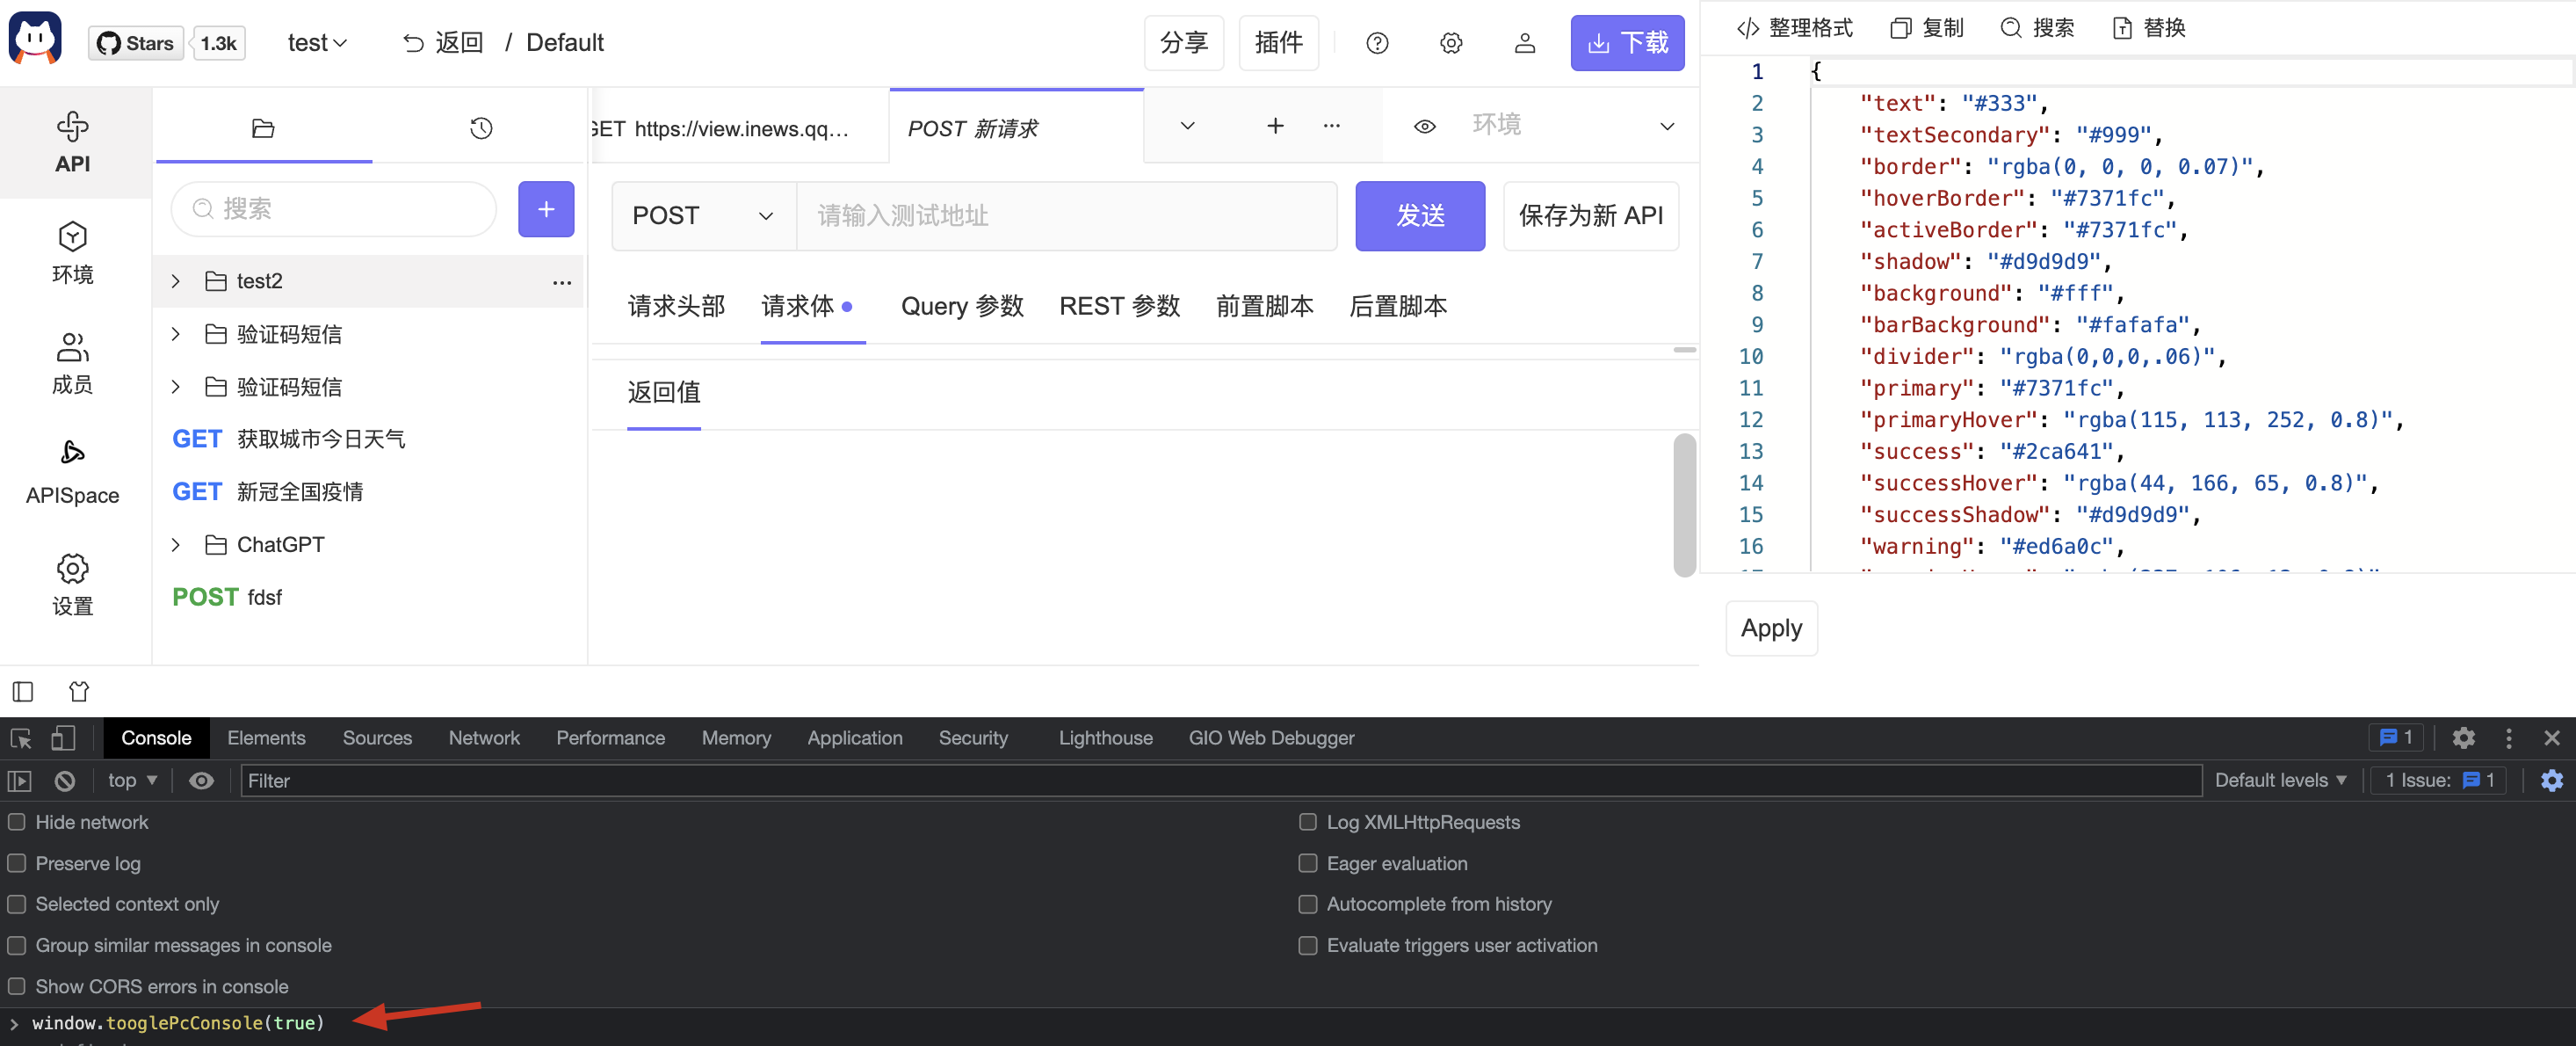 Stars 1.3k test 返回 / Default 分享 插件 下载
API
环境
成员
APISpace
设置
搜索
test2
验证码短信
验证码短信
GET 获取城市今日天气
GET 新冠全国疫情
ChatGPT
POST fdsf
GET https://view.inews.qq... POST 新请求 环境
POST 请输入测试地址 发送 保存为新 API
请求头部 请求体 Query 参数 REST 参数 前置脚本 后置脚本
返回值
整理格式 复制 搜索 替换
1 {
2 "text": "#333",
3 "textSecondary": "#999",
4 "border": "rgba(0, 0, 0, 0.07)",
5 "hoverBorder": "#7371fc",
6 "activeBorder": "#7371fc",
7 "shadow": "#d9d9d9",
8 "background": "#fff",
9 "barBackground": "#fafafa",
10 "divider": "rgba(0,0,0,.06)",
11 "primary": "#7371fc",
12 "primaryHover": "rgba(115, 113, 252, 0.8)",
13 "success": "#2ca641",
14 "successHover": "rgba(44, 166, 65, 0.8)",
15 "successShadow": "#d9d9d9",
16 "warning": "#ed6a0c",
Apply
Console Elements Sources Network Performance Memory Application Security Lighthouse GIO Web Debugger 1
top Filter Default levels 1 Issue: 1
Hide network
Preserve log
Selected context only
Group similar messages in console
Show CORS errors in console
Log XMLHttpRequests
Eager evaluation
Autocomplete from history
Evaluate triggers user activation
> window.tooglePcConsole(true)